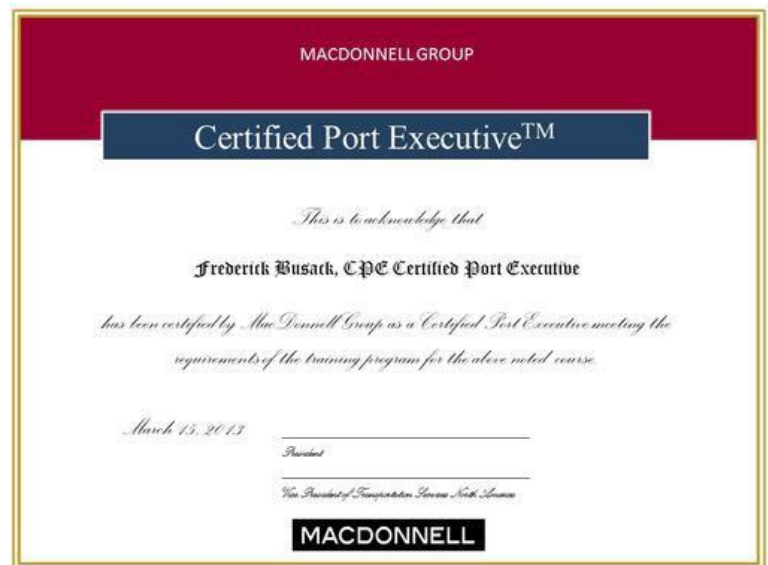 MACDONNELL GROUP
Certified Port Executive™
This is to acknowledge that
Frederick Busack, CPE Certified Port Executive
has been certified by MacDonnell Group as a Certified Port Executive meeting the
requirements of the training program for the above noted course.
March 15, 2013
President
Vice President of Transportation Services North America
MACDONNELL